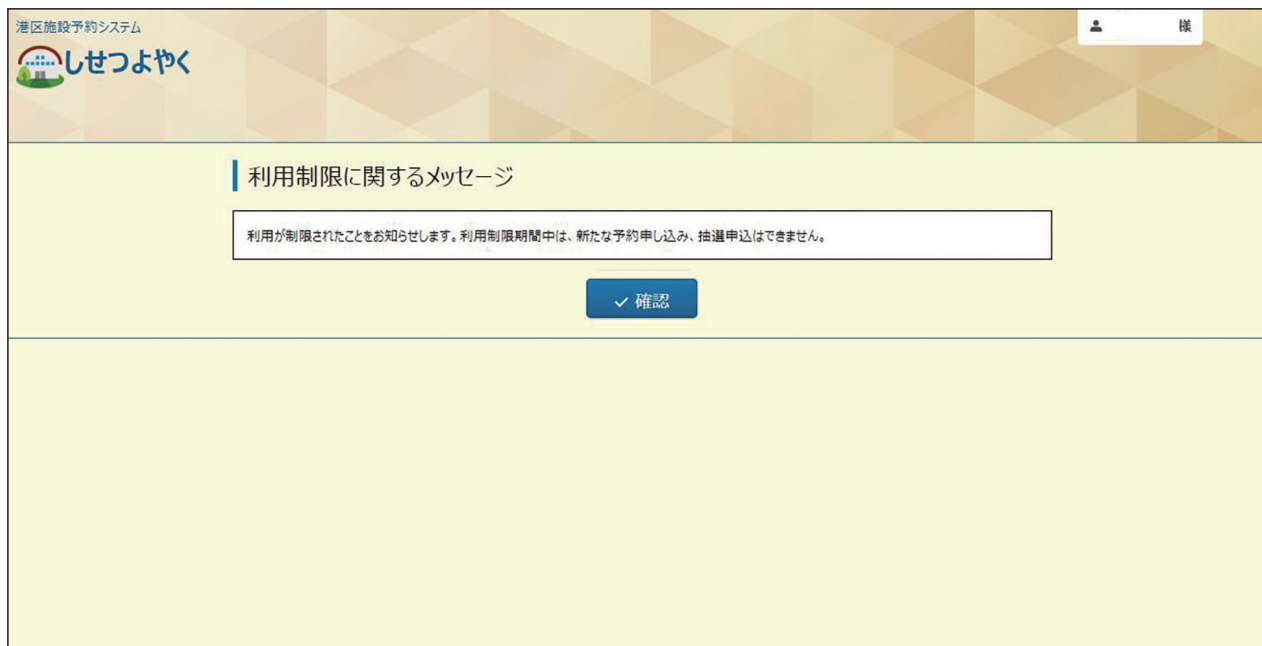 港区施設予約システム
しせつよやく
様
利用制限に関するメッセージ
利用が制限されたことをお知らせします。利用制限期間中は、新たな予約申し込み、抽選申込はできません。
確認